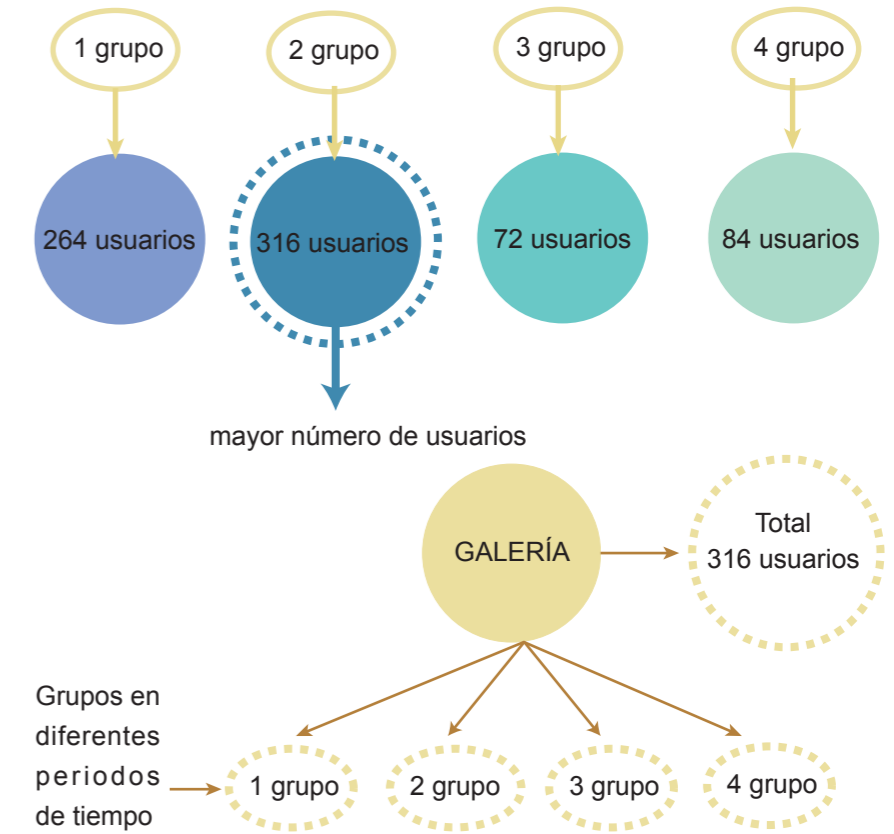 1 grupo
2 grupo
3 grupo
4 grupo
264 usuarios
316 usuarios
72 usuarios
84 usuarios
mayor número de usuarios
GALERÍA
Total
316 usuarios
Grupos en
diferentes
periodos
de tiempo
1 grupo
2 grupo
3 grupo
4 grupo